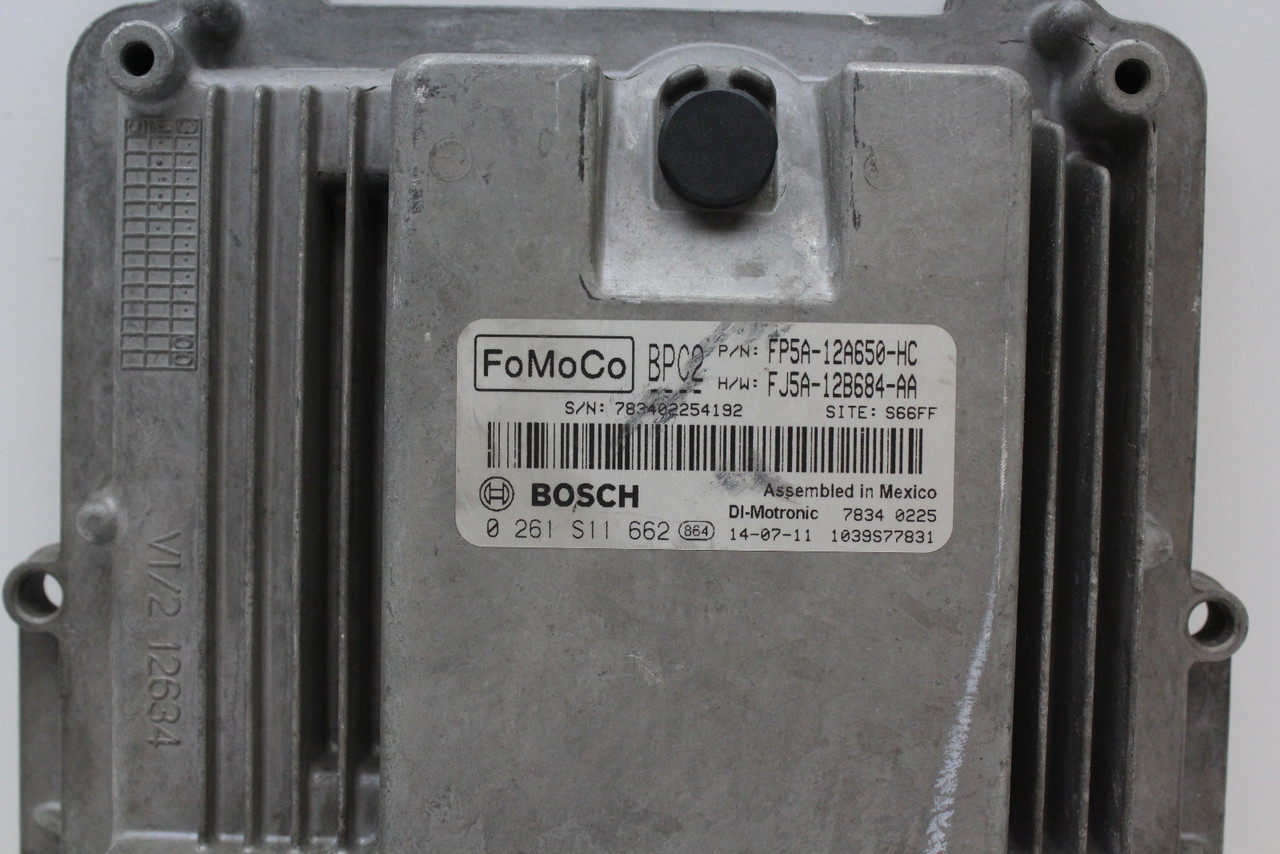 FoMoCo BPC2 P/N: FP5A-12A650-HC
H/W: FJ5A-12B684-AA
S/N: 783402254192 SITE: S66FF
BOSCH Assembled in Mexico
DI-Motronic 7834 0225
0 261 S11 662 864 14-07-11 1039S77831
VI/2 12634